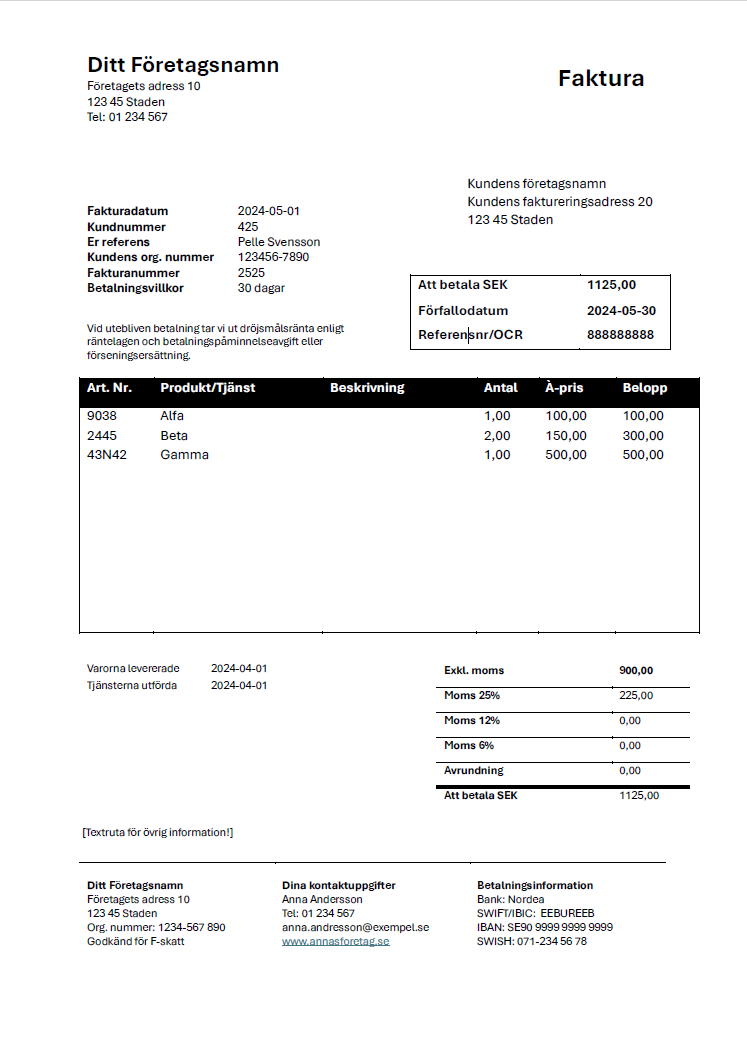 Ditt Företagsnamn
Företagets adress 10
123 45 Staden
Tel: 01 234 567
Faktura
Kundens företagsnamn
Kundens faktureringsadress 20
123 45 Staden
Fakturadatum 2024-05-01
Kundnummer 425
Er referens Pelle Svensson
Kundens org. nummer 123456-7890
Fakturanummer 2525
Betalningsvillkor 30 dagar
Att betala SEK 1125,00
Förfallodatum 2024-05-30
Referensnr/OCR 888888888
Vid utebliven betalning tar vi ut dröjsmålsränta enligt
räntelagen och betalningspåminnelseavgift eller
förseningsersättning.
Art. Nr. Produkt/Tjänst Beskrivning Antal À-pris Belopp
9038 Alfa 1,00 100,00 100,00
2445 Beta 2,00 150,00 300,00
43N42 Gamma 1,00 500,00 500,00
Varorna levererade 2024-04-01
Tjänsterna utförda 2024-04-01
Exkl. moms 900,00
Moms 25% 225,00
Moms 12% 0,00
Moms 6% 0,00
Avrundning 0,00
Att betala SEK 1125,00
[Textruta för övrig information!]
Ditt Företagsnamn
Företagets adress 10
123 45 Staden
Org. nummer: 1234-567 890
Godkänd för F-skatt
Dina kontaktuppgifter
Anna Andersson
Tel: 01 234 567
anna.andresson@exempel.se
www.annasforetag.se
Betalningsinformation
Bank: Nordea
SWIFT/IBIC: EEBUREEB
IBAN: SE90 9999 9999 9999
SWISH: 071-234 56 78